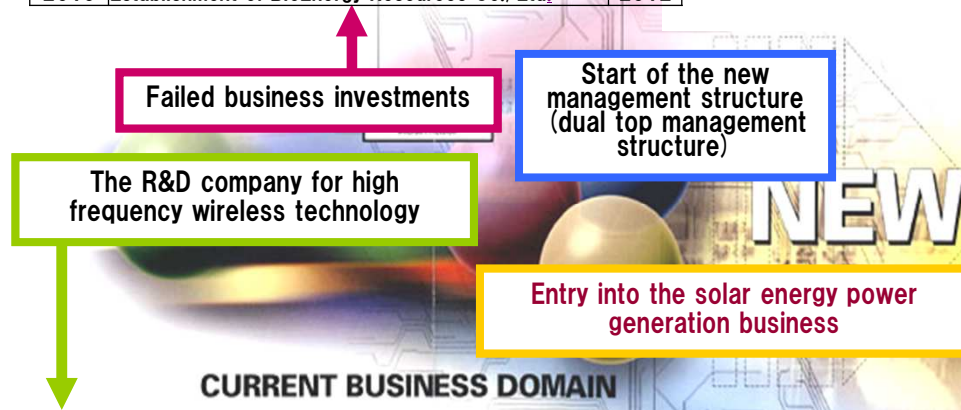 Failed business investments
Start of the new
management structure
(dual top management
structure)
The R&D company for high
frequency wireless technology
NEW
Entry into the solar energy power
generation business
CURRENT BUSINESS DOMAIN